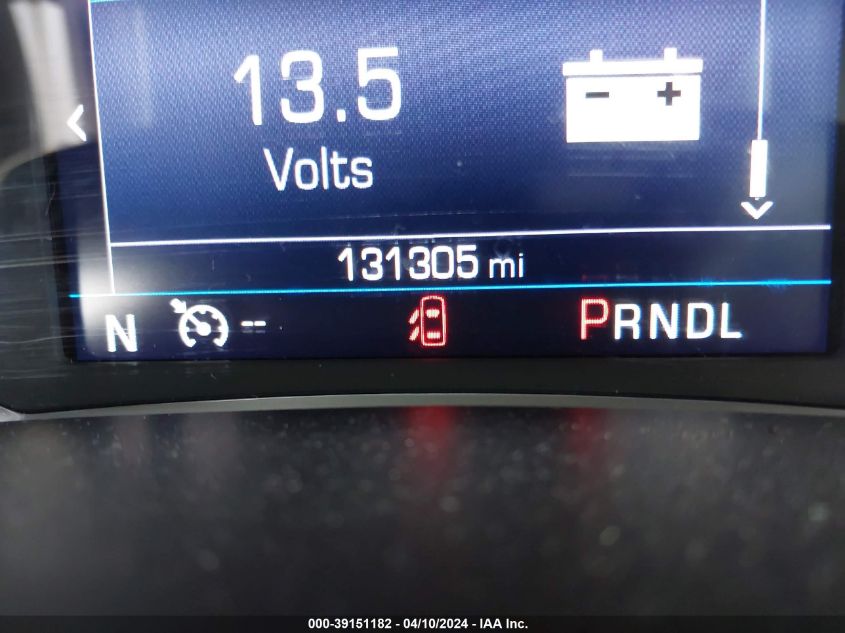 13.5
Volts
131305 mi
N -- PRNDL
000-39151182 - 04/10/2024 - IAA Inc.